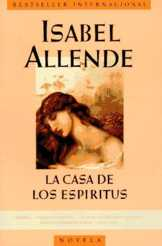 BESTSELLER INTERNACIONAL
ISABEL
ALLENDE
LA CASA DE
LOS ESPIRITUS
NOVELA